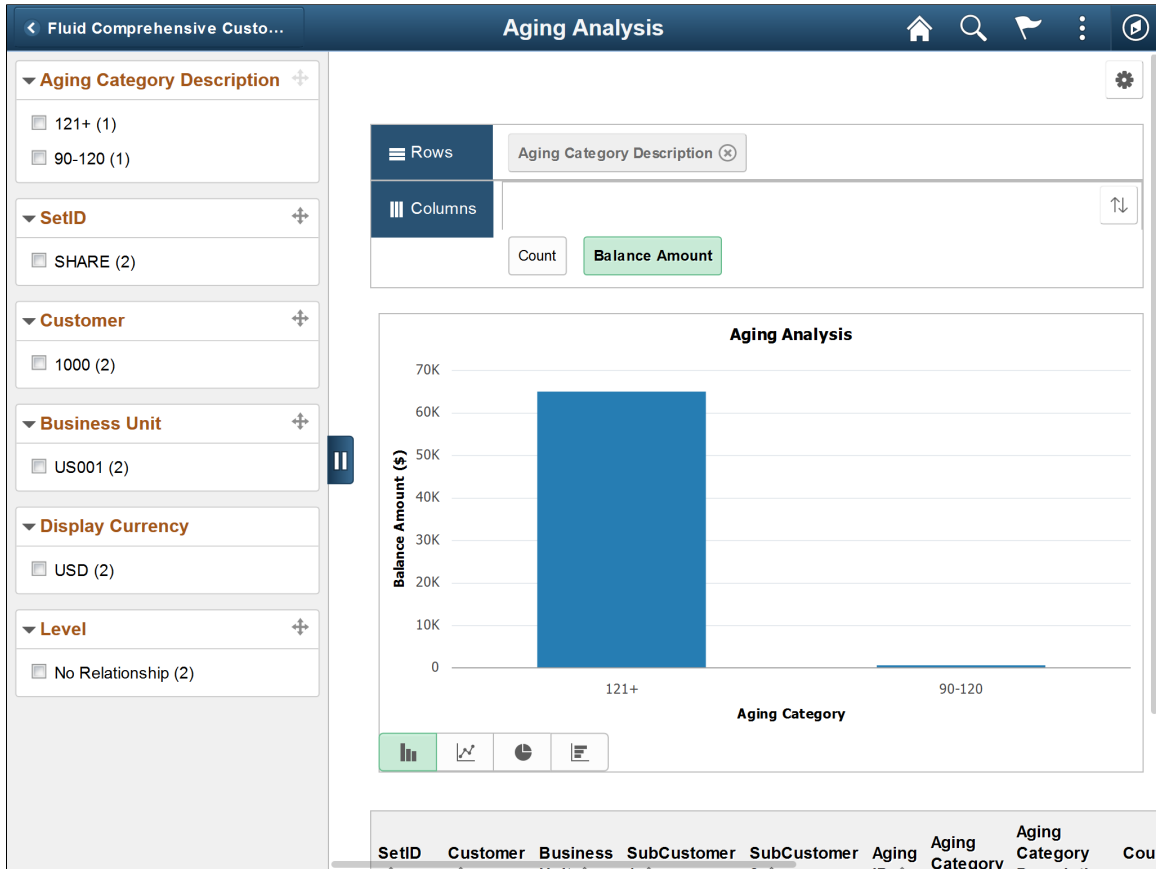 Fluid Comprehensive Custo...
Aging Analysis
Aging Category Description
121+ (1)
90-120 (1)
SetID
SHARE (2)
Customer
1000 (2)
Business Unit
US001 (2)
Display Currency
USD (2)
Level
No Relationship (2)
Rows
Aging Category Description
Columns
Count
Balance Amount
Aging Analysis
70K
60K
50K
40K
30K
20K
10K
0
Balance Amount ($)
121+
90-120
Aging Category
SetID
Customer
Business
SubCustomer
SubCustomer
Aging
Aging
Category
Aging
Category
Cou